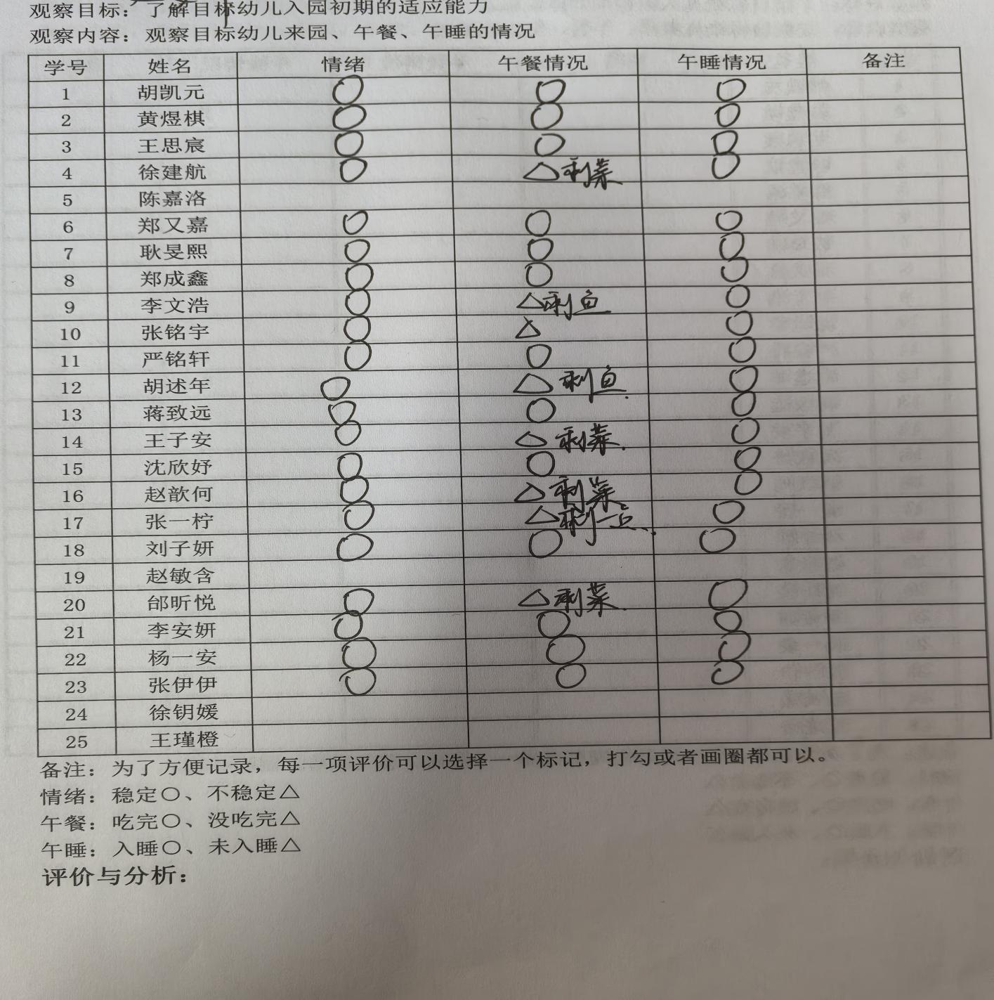 观察目标：了解目标幼儿入园初期的适应能力
观察内容：观察目标幼儿来园、午餐、午睡的情况
学号 姓名 情绪 午餐情况 午睡情况 备注
1 胡凯元 ○ ○ ○
2 黄煜棋 ○ ○ ○
3 王思宸 ○ ○ ○
4 徐建航 ○ △剩菜 ○
5 陈嘉洛
6 郑又嘉 ○ ○ ○
7 耿旻熙 ○ ○ ○
8 郑成鑫 ○ ○ ○
9 李文浩 ○ △剩鱼 ○
10 张铭宇 ○ △ ○
11 严铭轩 ○ ○ ○
12 胡述年 ○ △剩鱼. ○
13 蒋致远 ○ ○ ○
14 王子安 ○ △剩菜. ○
15 沈欣妤 ○ ○ ○
16 赵歆何 ○ △剩菜. ○
17 张一柠 ○ △剩一点. ○
18 刘子妍 ○ ○ ○
19 赵敏含
20 邰昕悦 ○ △剩菜. ○
21 李安妍 ○ ○ ○
22 杨一安 ○ ○ ○
23 张伊伊 ○ ○ ○
24 徐钥媛
25 王瑾橙
备注：为了方便记录，每一项评价可以选择一个标记，打勾或者画圈都可以。
情绪：稳定〇、不稳定△
午餐：吃完〇、没吃完△
午睡：入睡〇、未入睡△
评价与分析：